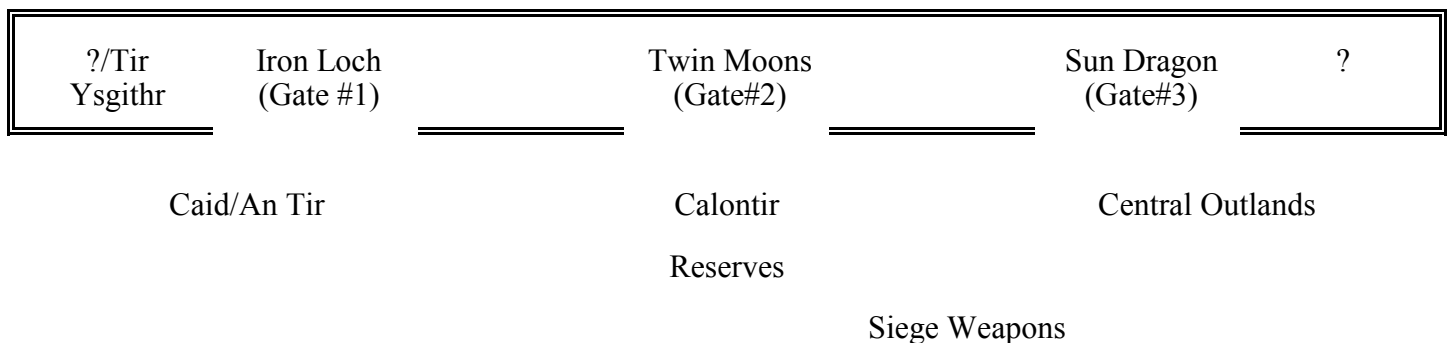 ?/Tir Iron Loch Twin Moons Sun Dragon ?
Ysgithr (Gate #1) (Gate#2) (Gate#3)
Caid/An Tir Calontir Central Outlands
Reserves
Siege Weapons